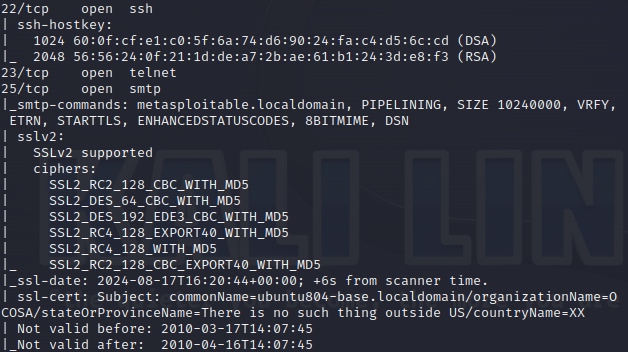 22/tcp    open  ssh
| ssh-hostkey:
|   1024 60:0f:cf:e1:c0:5f:6a:74:d6:90:24:fa:c4:d5:6c:cd (DSA)
|_  2048 56:56:24:0f:21:1d:de:a7:2b:ae:61:b1:24:3d:e8:f3 (RSA)
23/tcp    open  telnet
25/tcp    open  smtp
|_smtp-commands: metasploitable.localdomain, PIPELINING, SIZE 10240000, VRFY,
 ETRN, STARTTLS, ENHANCEDSTATUSCODES, 8BITMIME, DSN
| sslv2:
|   SSLv2 supported
|   ciphers:
|     SSL2_RC2_128_CBC_WITH_MD5
|     SSL2_DES_64_CBC_WITH_MD5
|     SSL2_DES_192_EDE3_CBC_WITH_MD5
|     SSL2_RC4_128_EXPORT40_WITH_MD5
|     SSL2_RC4_128_WITH_MD5
|_    SSL2_RC2_128_CBC_EXPORT40_WITH_MD5
|_ssl-date: 2024-08-17T16:20:44+00:00; +6s from scanner time.
| ssl-cert: Subject: commonName=ubuntu804-base.localdomain/organizationName=O
COSA/stateOrProvinceName=There is no such thing outside US/countryName=XX
| Not valid before: 2010-03-17T14:07:45
|_Not valid after:  2010-04-16T14:07:45
KALI LIN